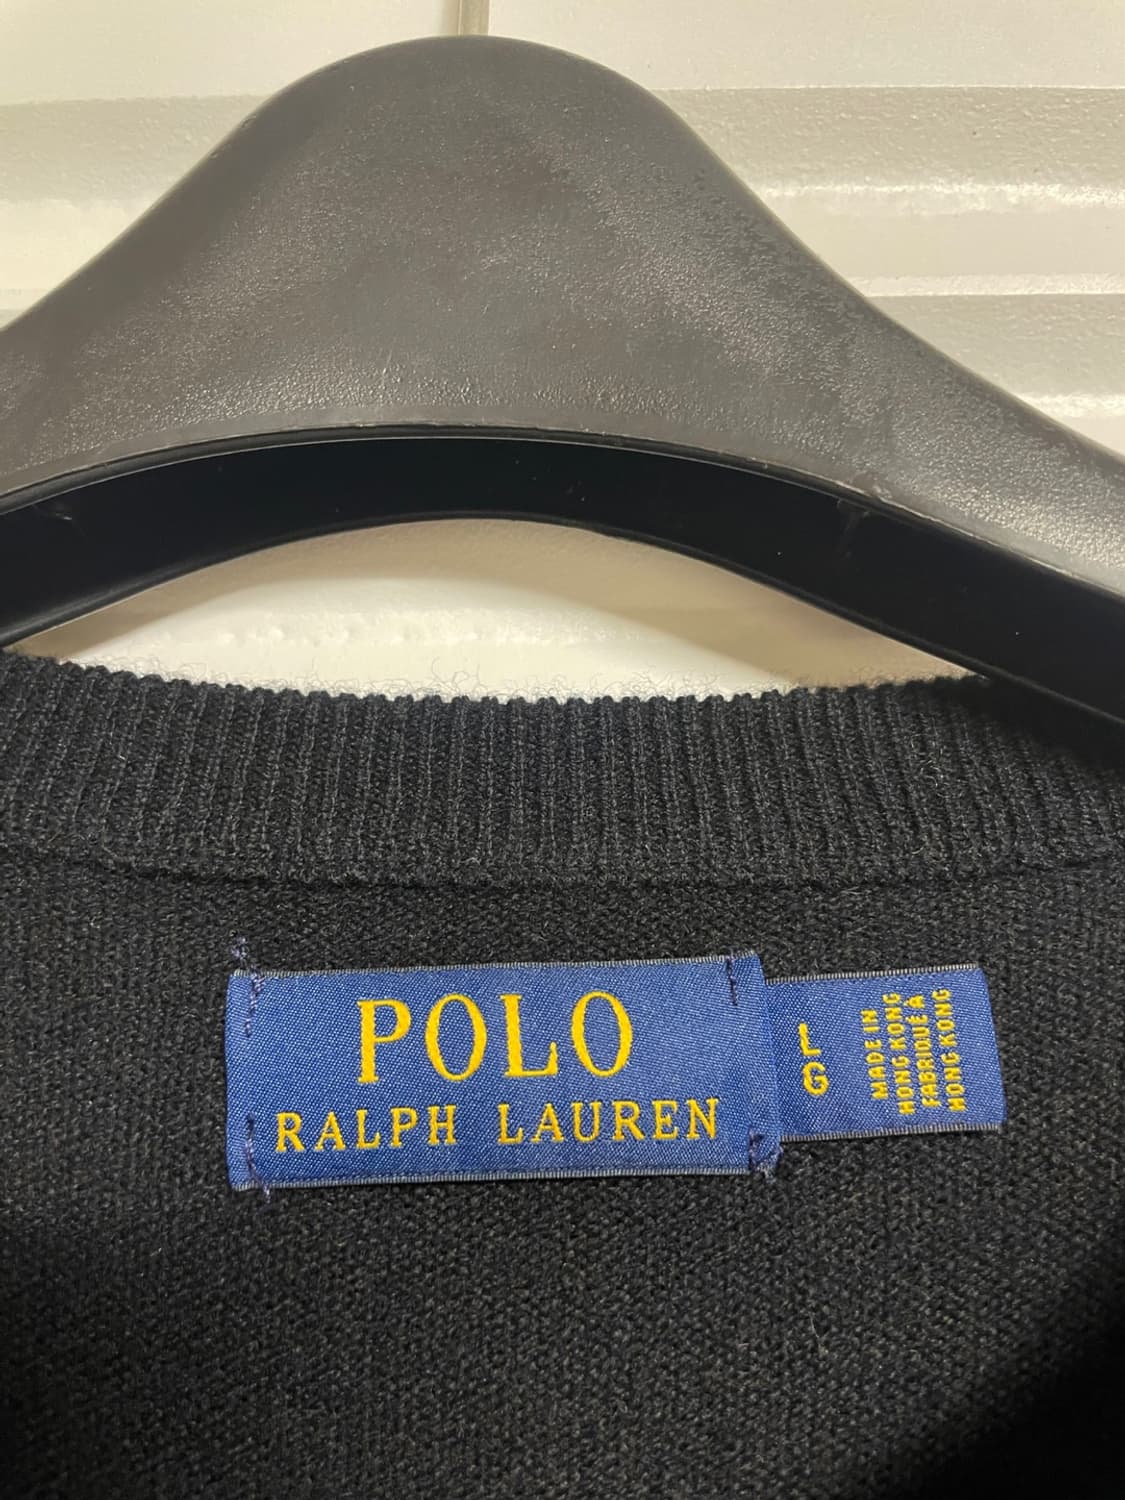 POLO
RALPH LAUREN
L
G
MADE IN
HONG KONG
FABRIQUÉ À
HONG KONG